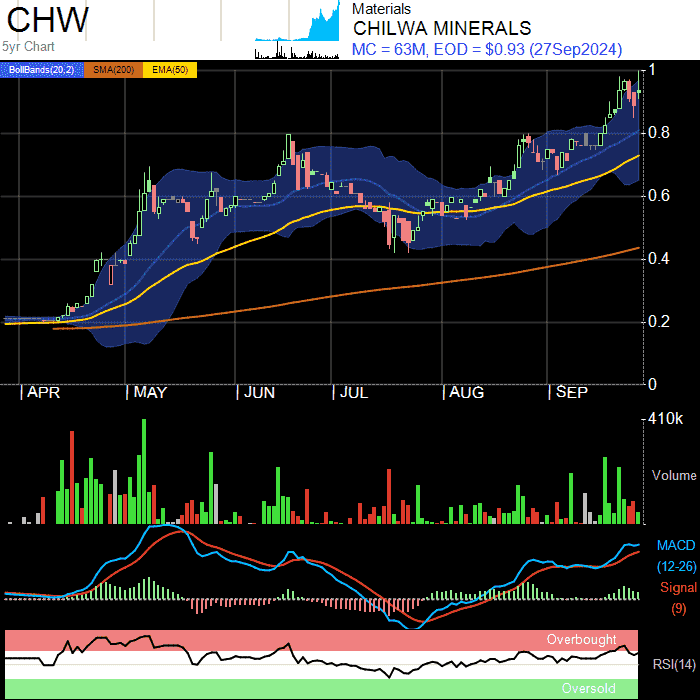 CHW
5yr Chart
Materials
CHILWA MINERALS
MC = 63M, EOD = $0.93 (27Sep2024)
BollBands(20,2) SMA(200) EMA(50)
1
0.8
0.6
0.4
0.2
0
APR MAY JUN JUL AUG SEP
410k
Volume
MACD
(12-26)
Signal
(9)
Overbought
RSI(14)
Oversold